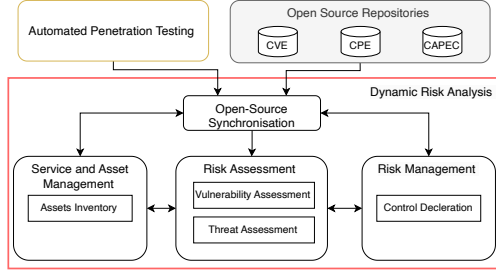 Automated Penetration Testing
Open Source Repositories
CVE
CPE
CAPEC
Dynamic Risk Analysis
Open-Source
Synchronisation
Service and Asset
Management
Assets Inventory
Risk Assessment
Vulnerability Assessment
Threat Assessment
Risk Management
Control Decleration